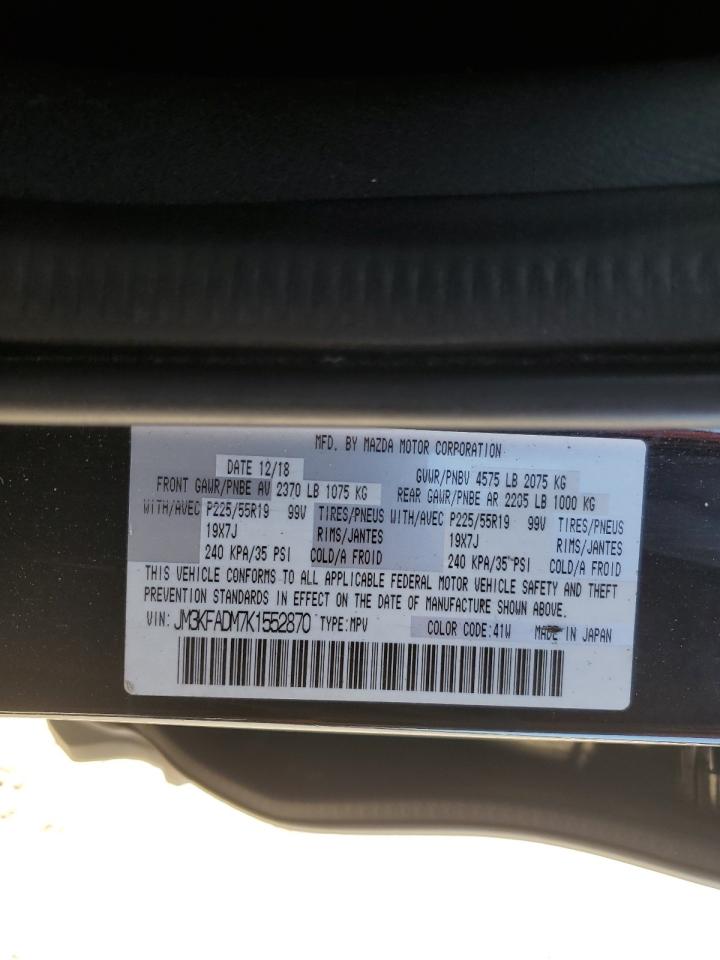 MFD. BY MAZDA MOTOR CORPORATION
DATE 12/18 GVWR/PNBV 4575 LB 2075 KG
FRONT GAWR/PNBE AV 2370 LB 1075 KG REAR GAWR/PNBE AR 2205 LB 1000 KG
WITH/AVEC P225/55R19 99V TIRES/PNEUS WITH/AVEC P225/55R19 99V TIRES/PNEUS
19X7J RIMS/JANTES 19X7J RIMS/JANTES
240 KPA/35 PSI COLD/A FROID 240 KPA/35 PSI COLD/A FROID
THIS VEHICLE CONFORMS TO ALL APPLICABLE FEDERAL MOTOR VEHICLE SAFETY AND THEFT
PREVENTION STANDARDS IN EFFECT ON THE DATE OF MANUFACTURE SHOWN ABOVE.
VIN: JM3KFADM7K1552870 TYPE:MPV COLOR CODE:41W MADE IN JAPAN